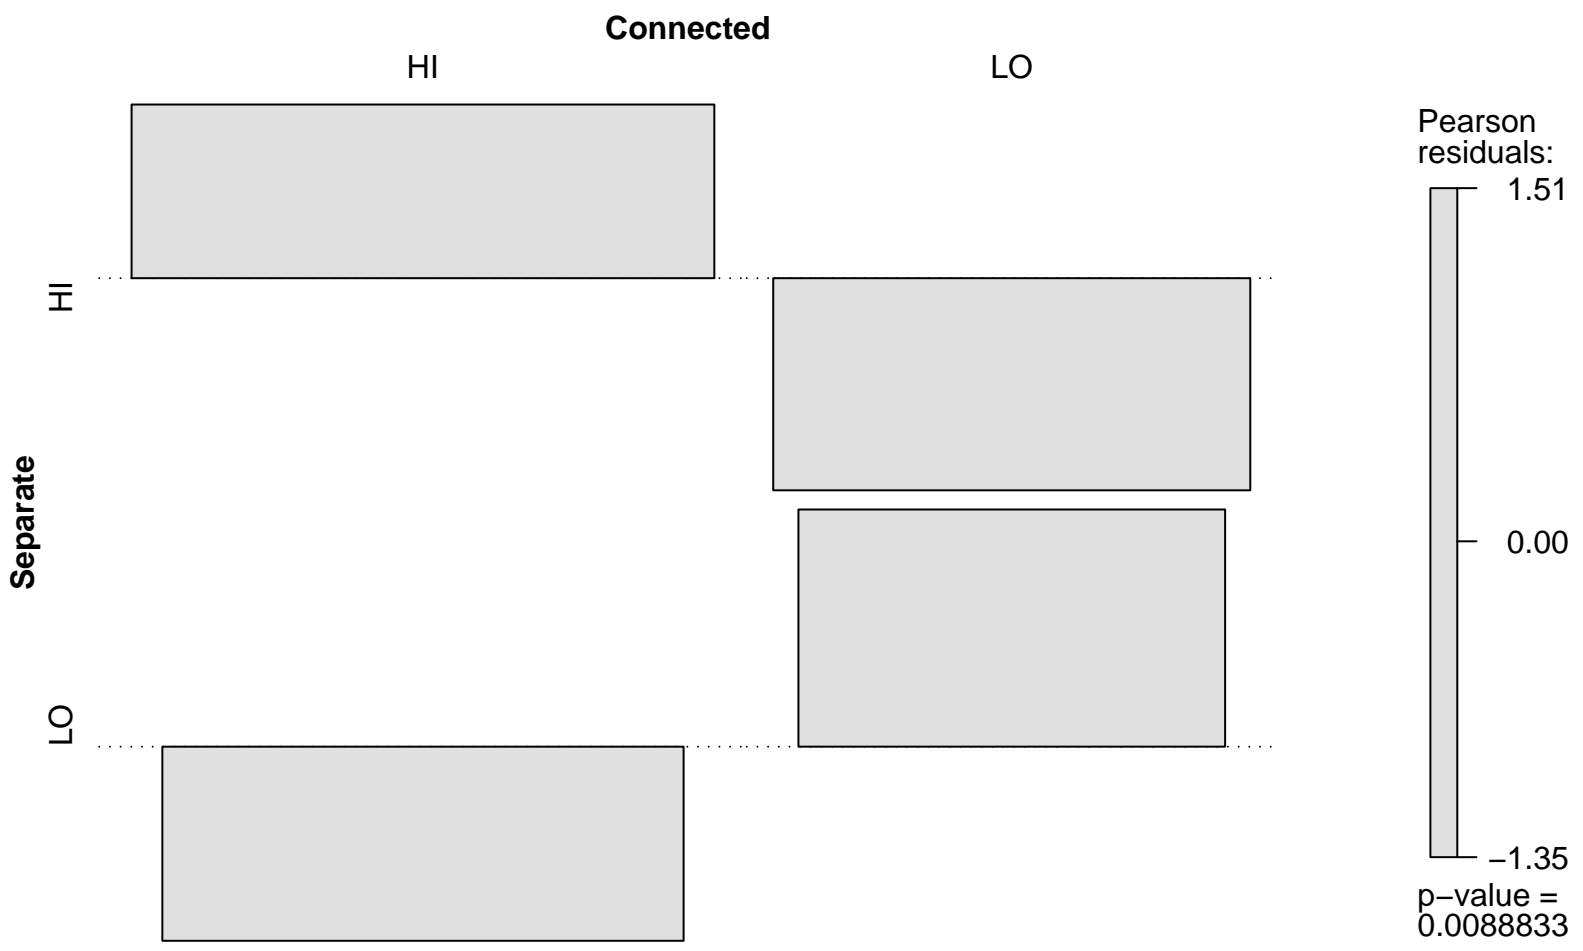 Connected
HI
LO
Separate
HI
LO
Pearson
residuals:
1.51
0.00
−1.35
p−value =
0.0088833